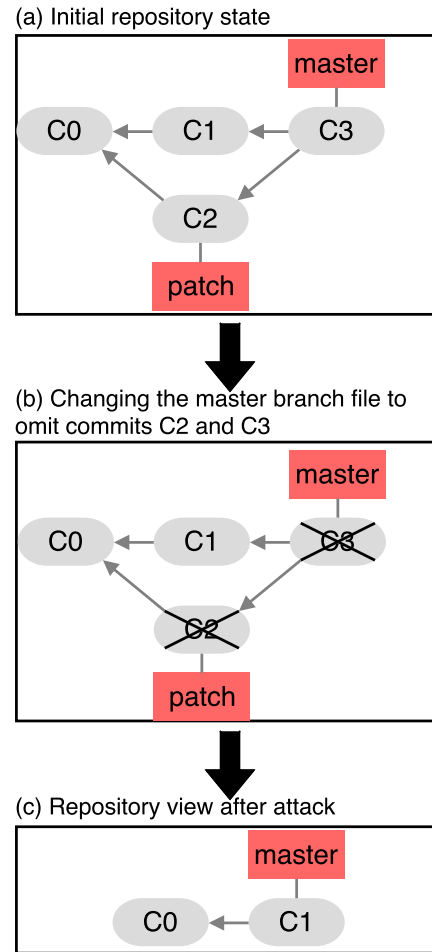 (a) Initial repository state
master
C0 C1 C3
C2
patch
(b) Changing the master branch file to
omit commits C2 and C3
master
C0 C1 C3
C2
patch
(c) Repository view after attack
master
C0 C1